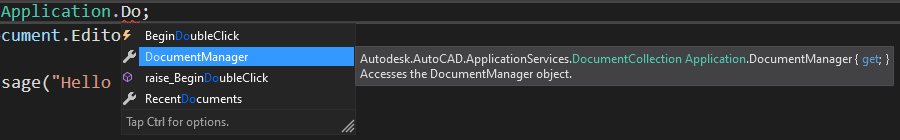 Application.Do;
cument.Edito
BeginDoubleClick
DocumentManager
Autodesk.AutoCAD.ApplicationServices.DocumentCollection Application.DocumentManager { get; }
Accesses the DocumentManager object.
sage("Hello
raise_BeginDoubleClick
RecentDocuments
Tap Ctrl for options.